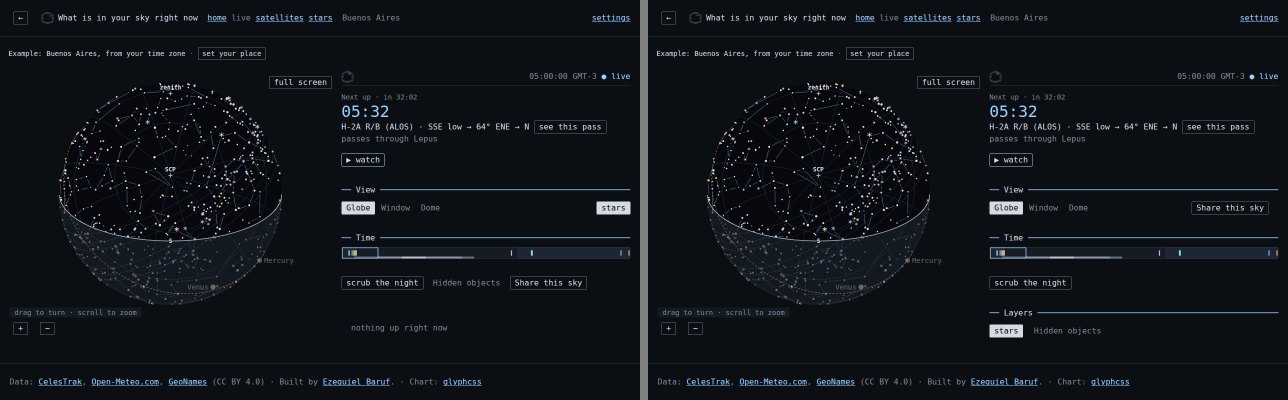 ← What is in your sky right now home live satellites stars Buenos Aires settings
Example: Buenos Aires, from your time zone · set your place
zenith
full screen
05:00:00 GMT-3 ● live
Next up · in 32:02
05:32
H-2A R/B (ALOS) · SSE low → 64° ENE → N see this pass
passes through Lepus
▶ watch
SCP
View
Globe Window Dome stars
Time
S
Mercury
Venus
scrub the night Hidden objects Share this sky
drag to turn · scroll to zoom
+ −
nothing up right now
Data: CelesTrak, Open-Meteo.com, GeoNames (CC BY 4.0) · Built by Ezequiel Baruf. · Chart: glyphcss
← What is in your sky right now home live satellites stars Buenos Aires settings
Example: Buenos Aires, from your time zone · set your place
zenith
full screen
05:00:00 GMT-3 ● live
Next up · in 32:02
05:32
H-2A R/B (ALOS) · SSE low → 64° ENE → N see this pass
passes through Lepus
▶ watch
SCP
View
Globe Window Dome Share this sky
Time
S
Mercury
Venus
scrub the night
Layers
stars Hidden objects
drag to turn · scroll to zoom
+ −
Data: CelesTrak, Open-Meteo.com, GeoNames (CC BY 4.0) · Built by Ezequiel Baruf. · Chart: glyphcss